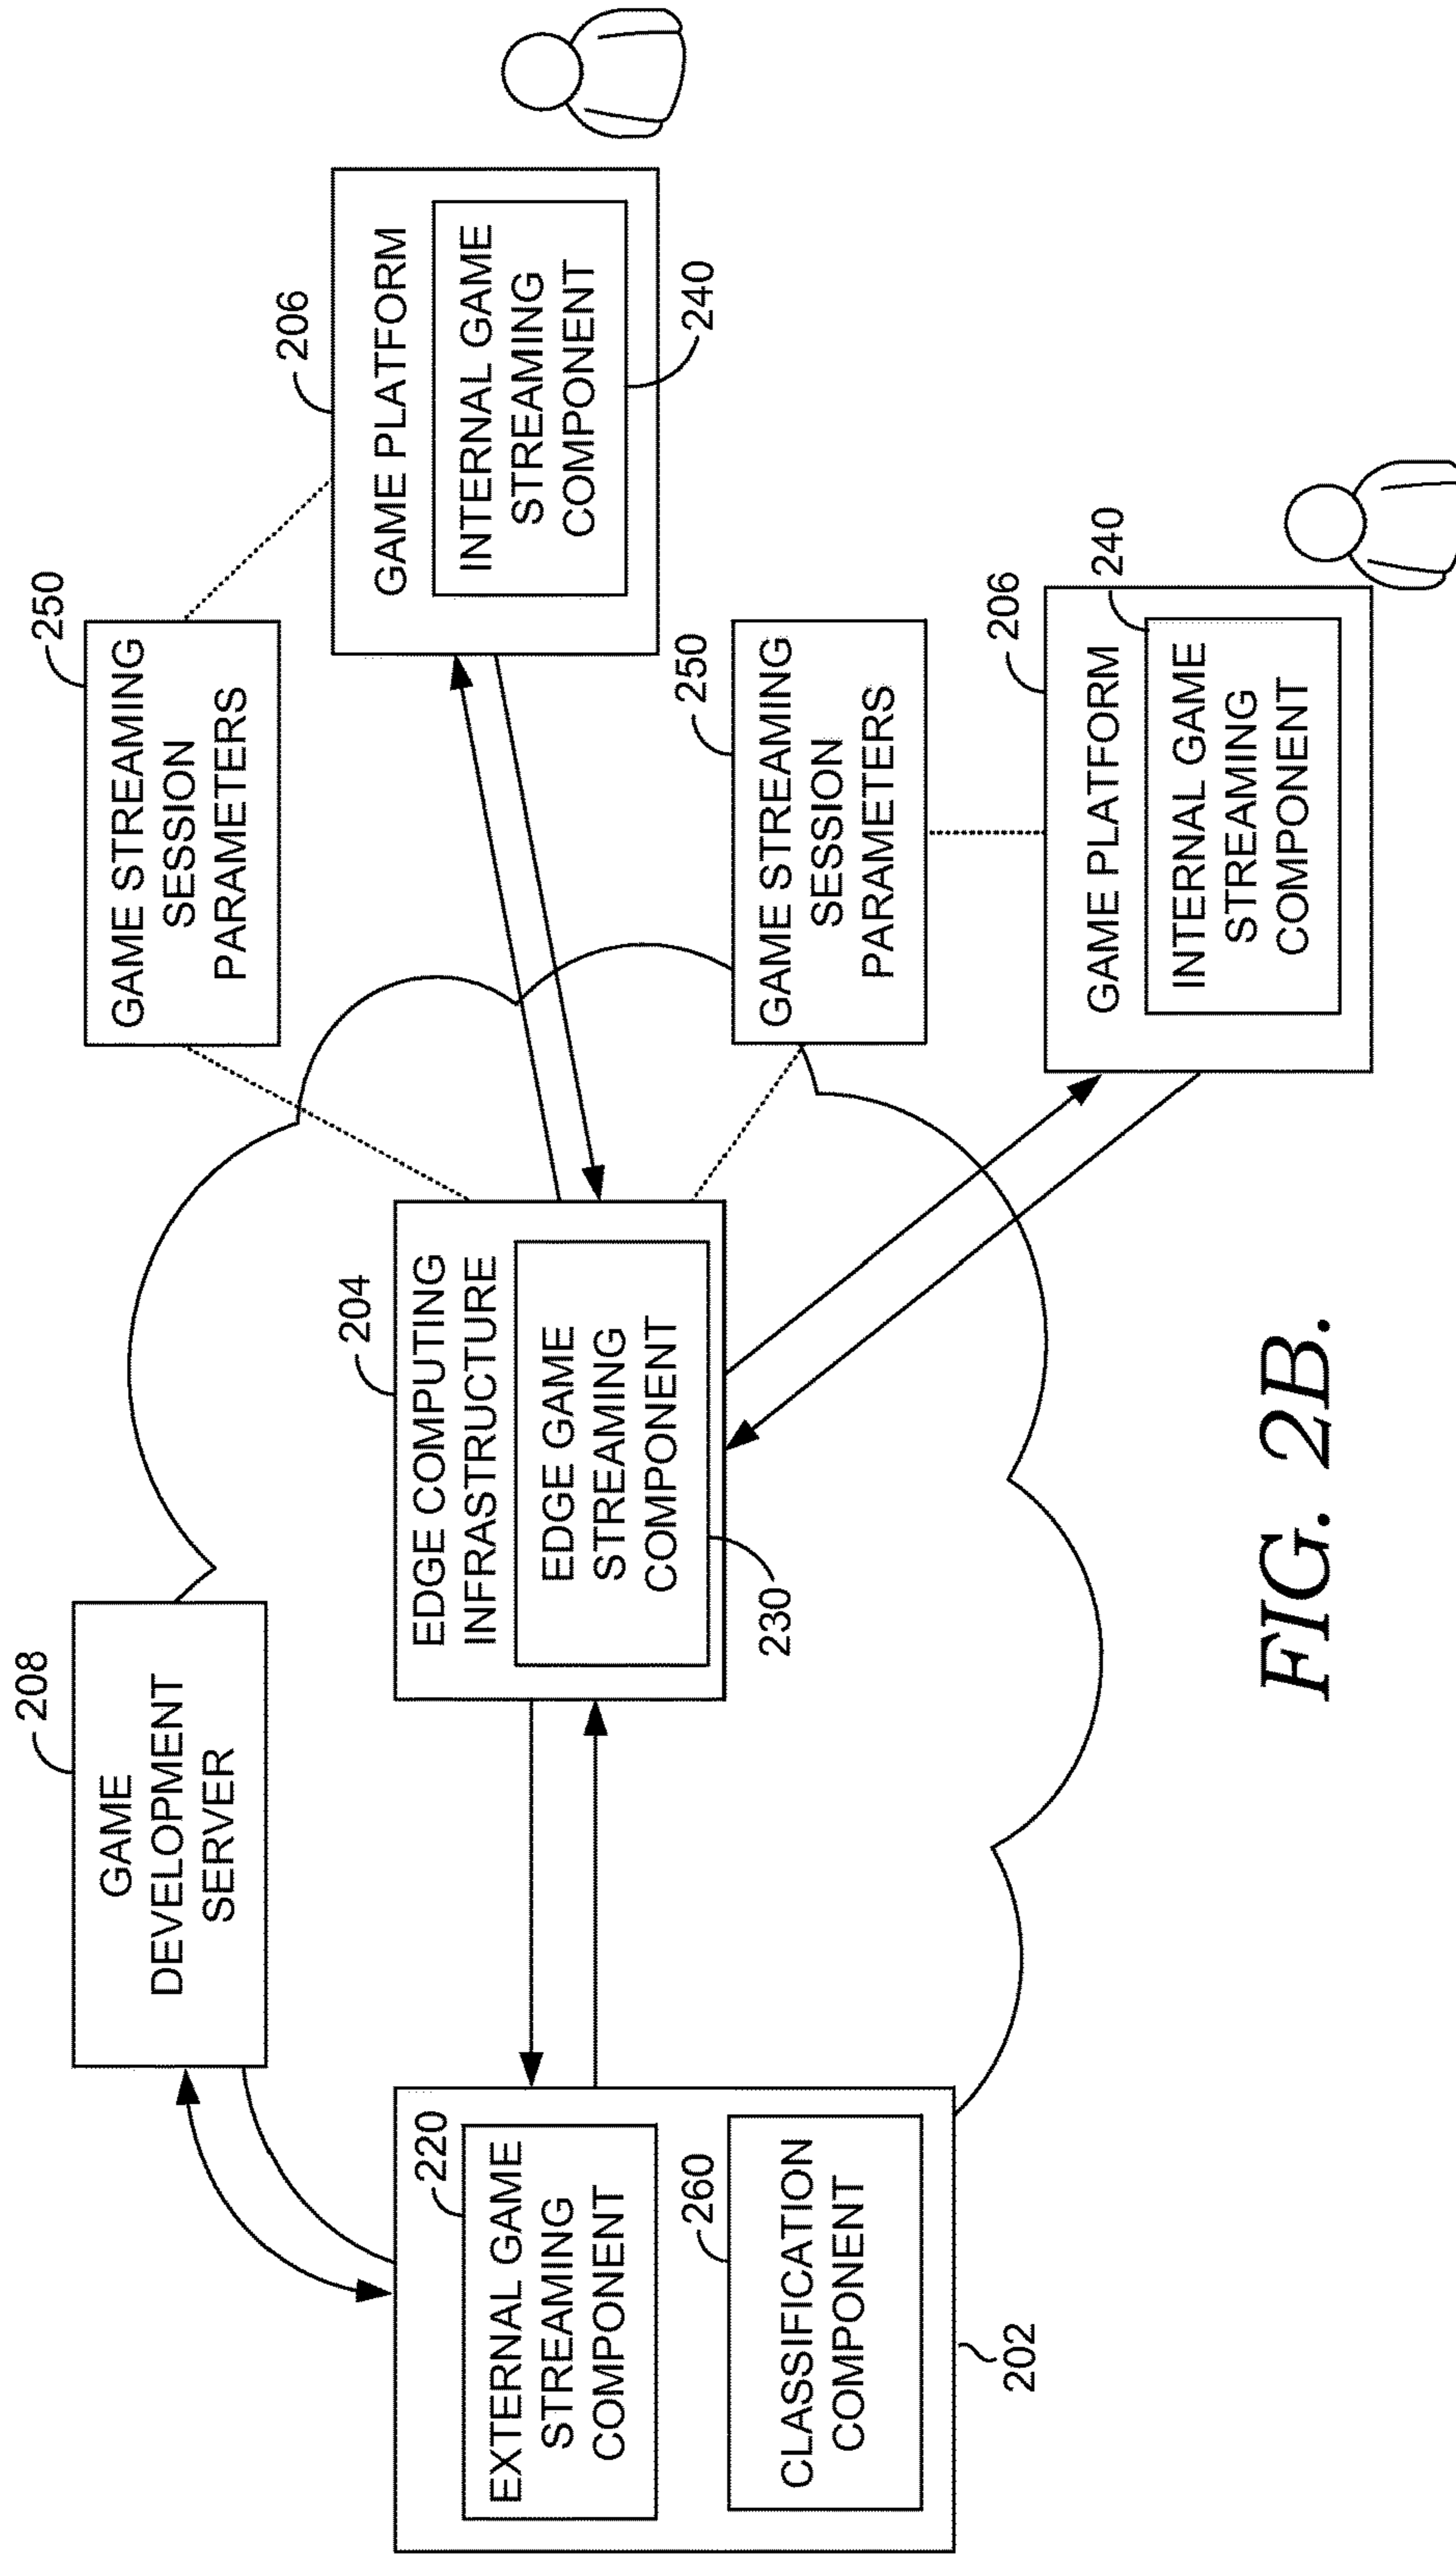 208
GAME
DEVELOPMENT
SERVER
250
GAME STREAMING
SESSION
PARAMETERS
206
GAME PLATFORM
INTERNAL GAME
STREAMING
COMPONENT
240
204
EDGE COMPUTING
INFRASTRUCTURE
EDGE GAME
STREAMING
COMPONENT
230
220
EXTERNAL GAME
STREAMING
COMPONENT
260
CLASSIFICATION
COMPONENT
202
250
GAME STREAMING
SESSION
PARAMETERS
206
240
GAME PLATFORM
INTERNAL GAME
STREAMING
COMPONENT
FIG. 2B.